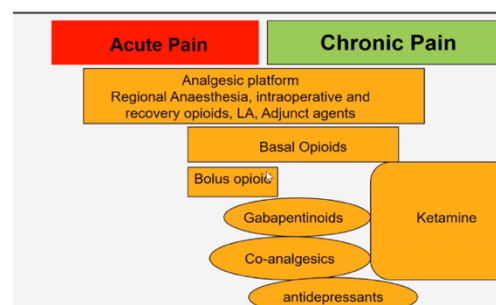 Acute Pain
Chronic Pain
Analgesic platform
Regional Anaesthesia, intraoperative and
recovery opioids, LA, Adjunct agents
Basal Opioids
Bolus opioid
Gabapentinoids
Ketamine
Co-analgesics
antidepressants